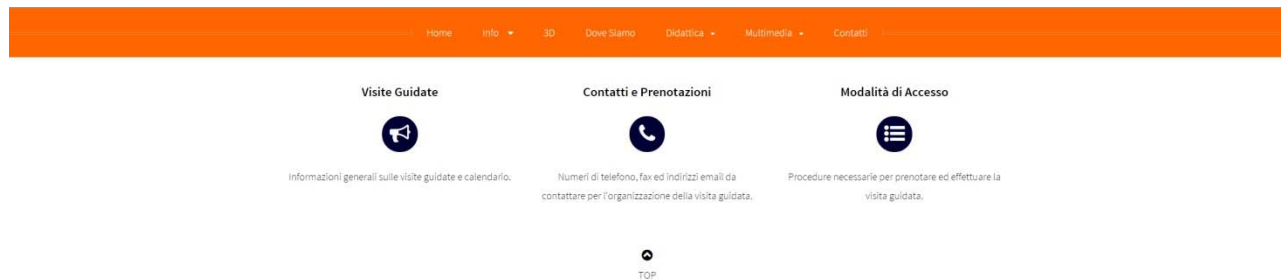 Home Info 3D Dove Siamo Didattica Multimedia Contatti
Visite Guidate
Informazioni generali sulle visite guidate e calendario.
Contatti e Prenotazioni
Numeri di telefono, fax ed indirizzi email da
contattare per l'organizzazione della visita guidata.
Modalità di Accesso
Procedure necessarie per prenotare ed effettuare la
visita guidata.
TOP